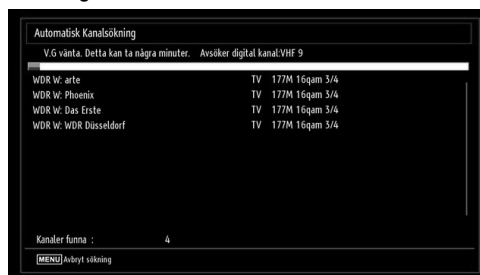 Automatisk Kanalsökning
V.G vänta. Detta kan ta några minuter. Avsöker digital kanal:VHF 9
WDR W: arte TV 177M 16qam 3/4
WDR W: Phoenix TV 177M 16qam 3/4
WDR W: Das Erste TV 177M 16qam 3/4
WDR W: WDR Düsseldorf TV 177M 16qam 3/4
Kanaler funna : 4
MENU Avbryt sökning